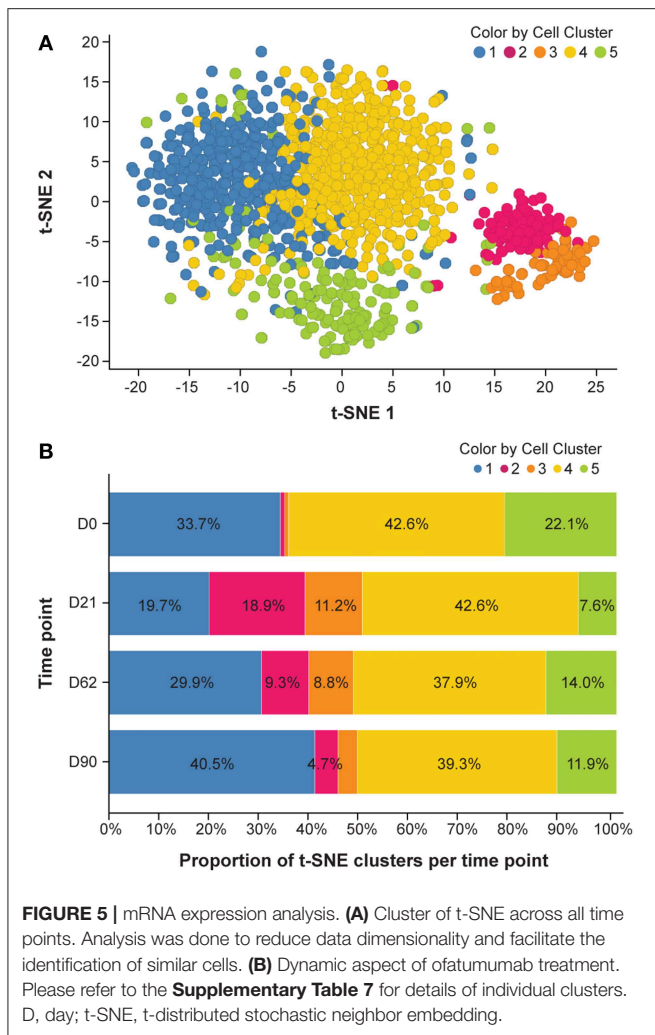 A
Color by Cell Cluster
1 2 3 4 5
20
15
10
5
0
-5
-10
-15
-20
t-SNE 2
-20 -15 -10 -5 0 5 10 15 20 25
t-SNE 1
B
Color by Cell Cluster
1 2 3 4 5
Time point
D0 33.7% 42.6% 22.1%
D21 19.7% 18.9% 11.2% 42.6% 7.6%
D62 29.9% 9.3% 8.8% 37.9% 14.0%
D90 40.5% 4.7% 39.3% 11.9%
0% 10% 20% 30% 40% 50% 60% 70% 80% 90% 100%
Proportion of t-SNE clusters per time point
FIGURE 5 | mRNA expression analysis. (A) Cluster of t-SNE across all time
points. Analysis was done to reduce data dimensionality and facilitate the
identification of similar cells. (B) Dynamic aspect of ofatumumab treatment.
Please refer to the Supplementary Table 7 for details of individual clusters.
D, day; t-SNE, t-distributed stochastic neighbor embedding.